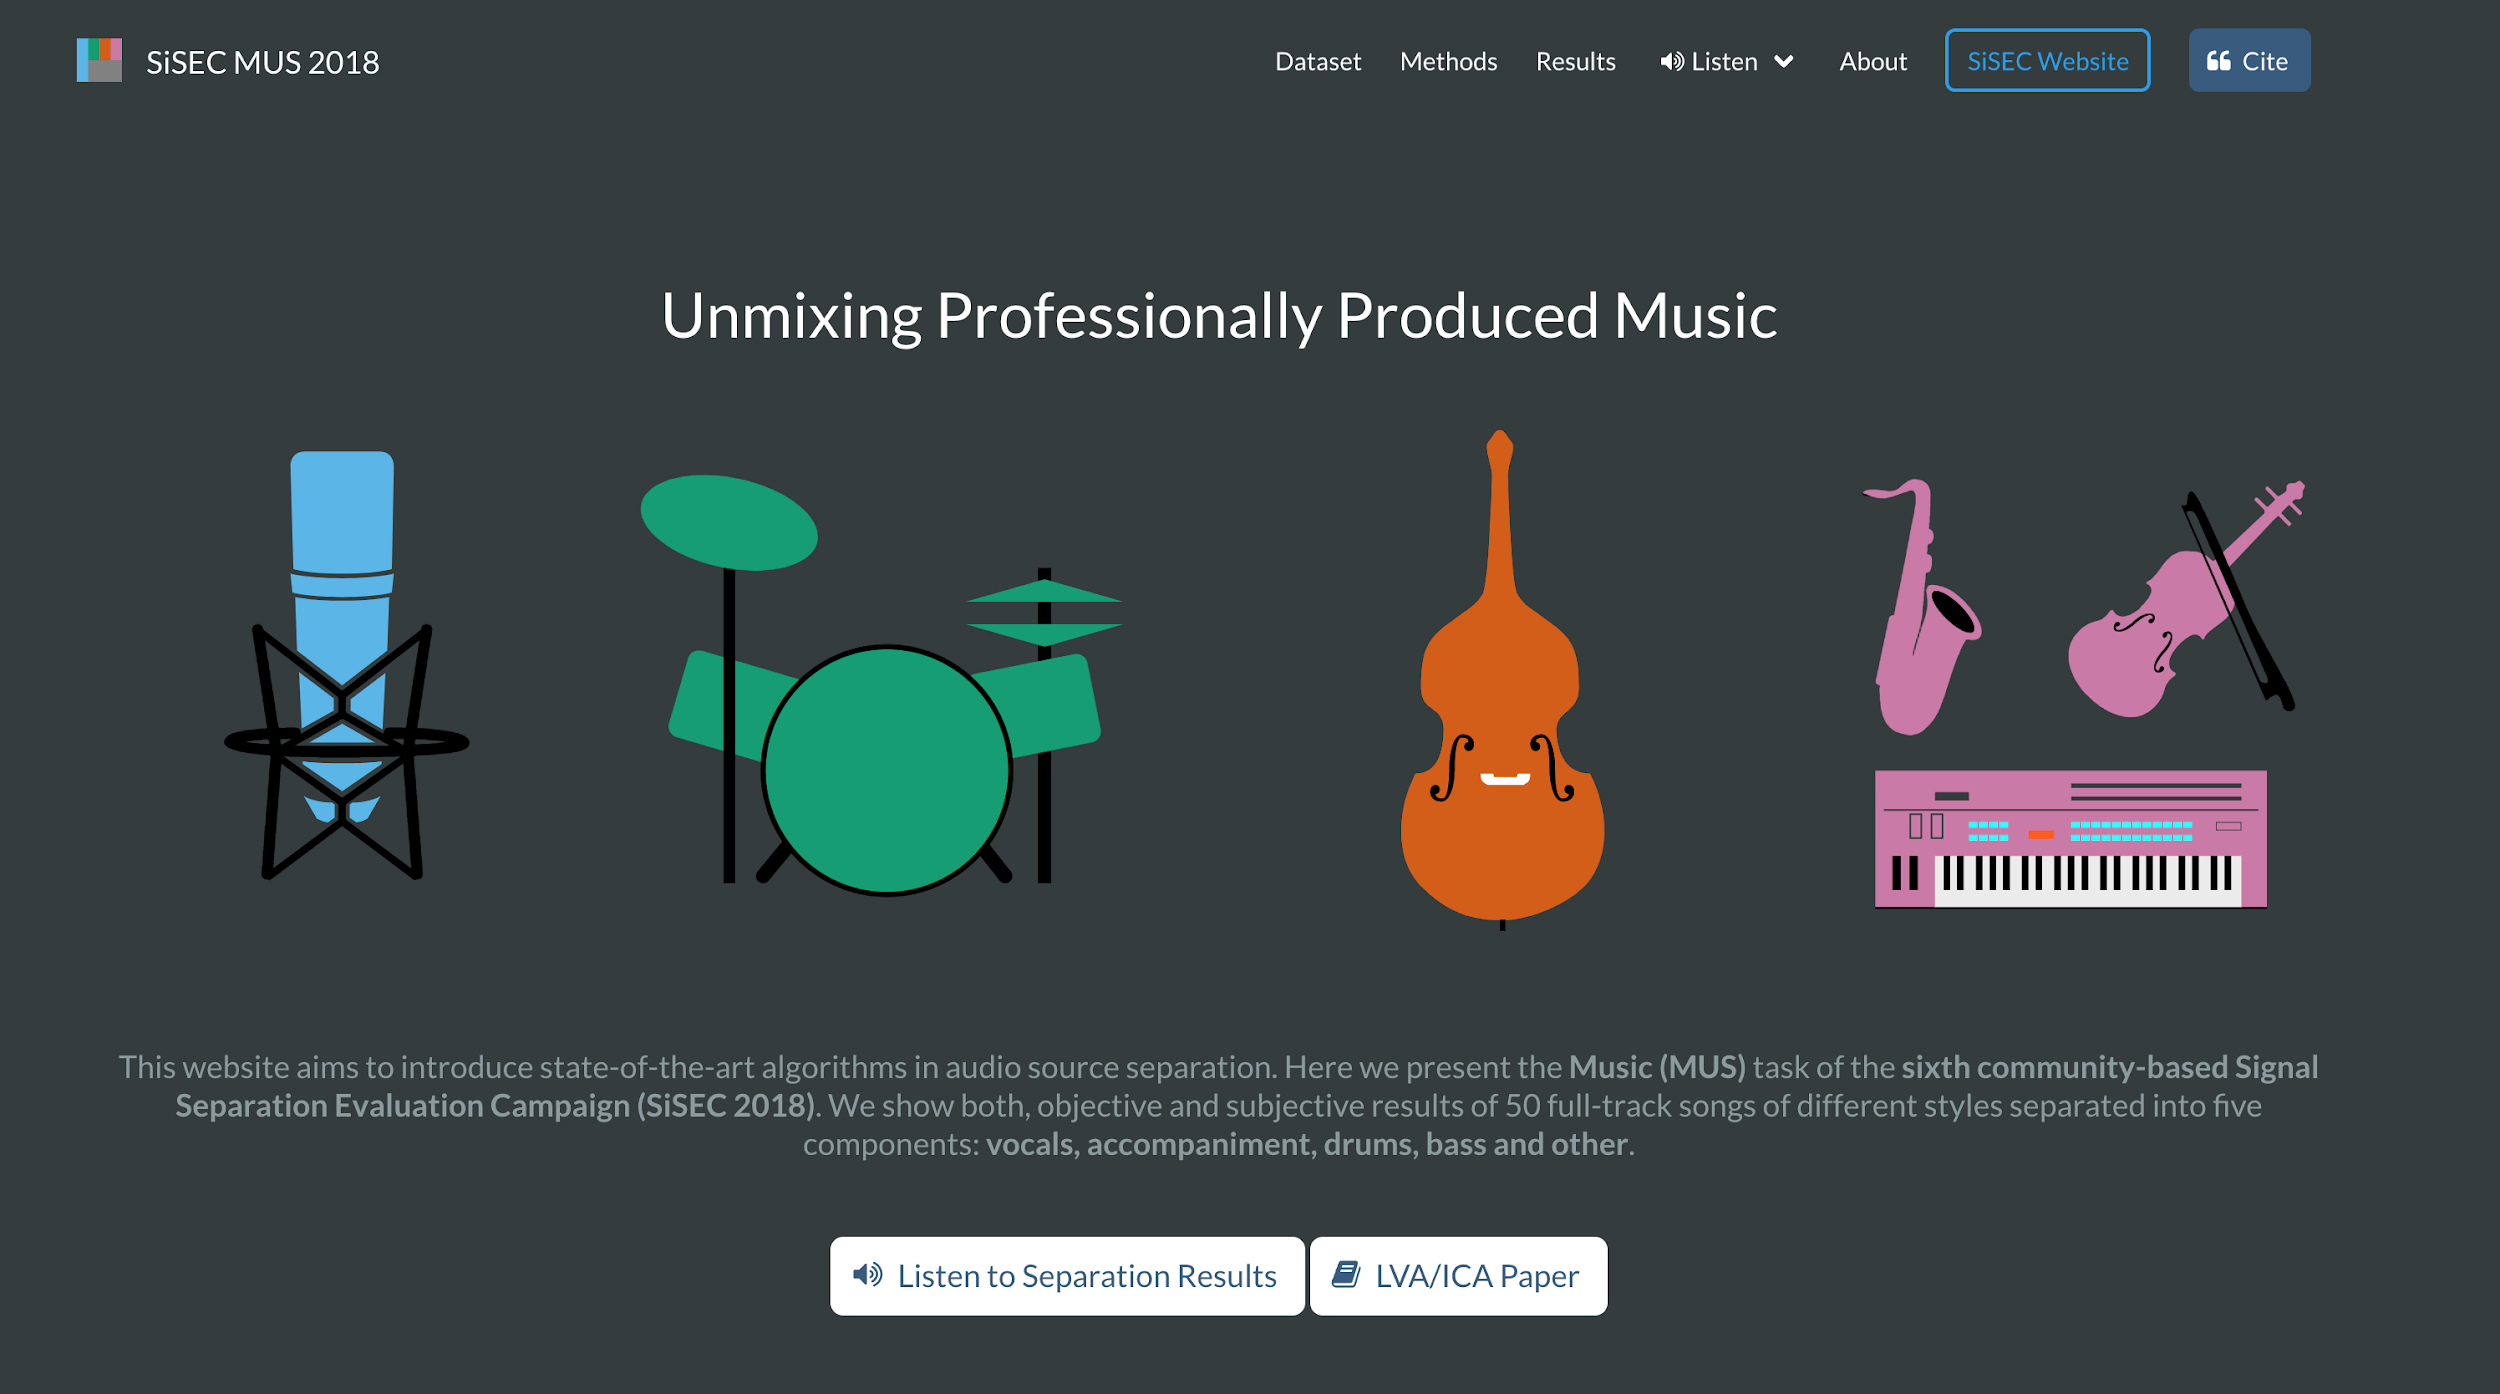 SiSEC MUS 2018
Dataset
Methods
Results
Listen
About
SiSEC Website
Cite
Unmixing Professionally Produced Music
This website aims to introduce state-of-the-art algorithms in audio source separation. Here we present the Music (MUS) task of the sixth community-based Signal
Separation Evaluation Campaign (SiSEC 2018). We show both, objective and subjective results of 50 full-track songs of different styles separated into five
components: vocals, accompaniment, drums, bass and other.
Listen to Separation Results
LVA/ICA Paper